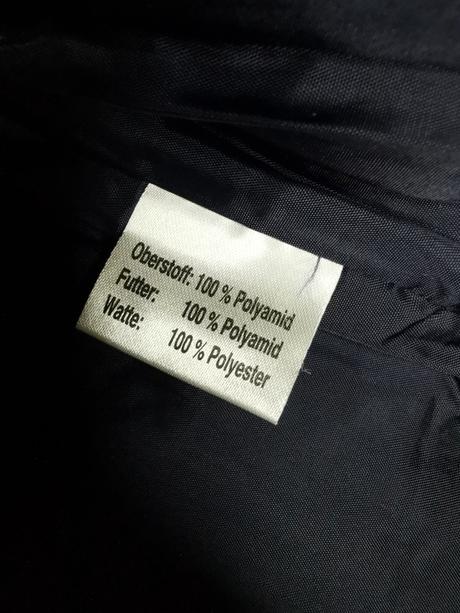 Oberstoff: 100 % Polyamid
Futter: 100 % Polyamid
Watte: 100 % Polyester